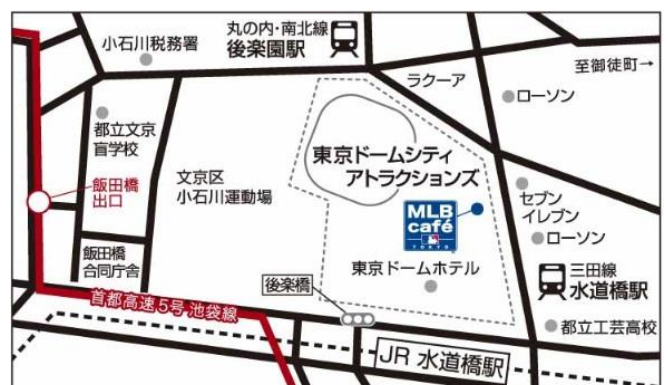 丸の内・南北線
後楽園駅
小石川税務署
至御徒町→
ラクーア
ローソン
都立文京
盲学校
東京ドームシティ
アトラクションズ
飯田橋
出口
文京区
小石川運動場
セブン
イレブン
MLB
café
TOKYO
ローソン
飯田橋
合同庁舎
東京ドームホテル
三田線
水道橋駅
後楽橋
首都高速5号 池袋線
都立工芸高校
JR 水道橋駅